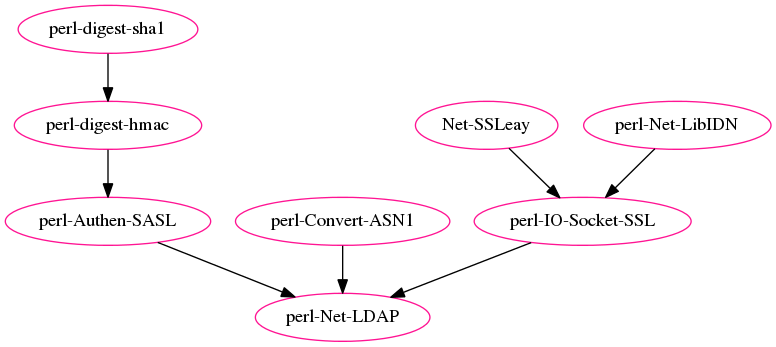 perl-digest-sha1
perl-digest-hmac
Net-SSLeay
perl-Net-LibIDN
perl-Authen-SASL
perl-Convert-ASN1
perl-IO-Socket-SSL
perl-Net-LDAP